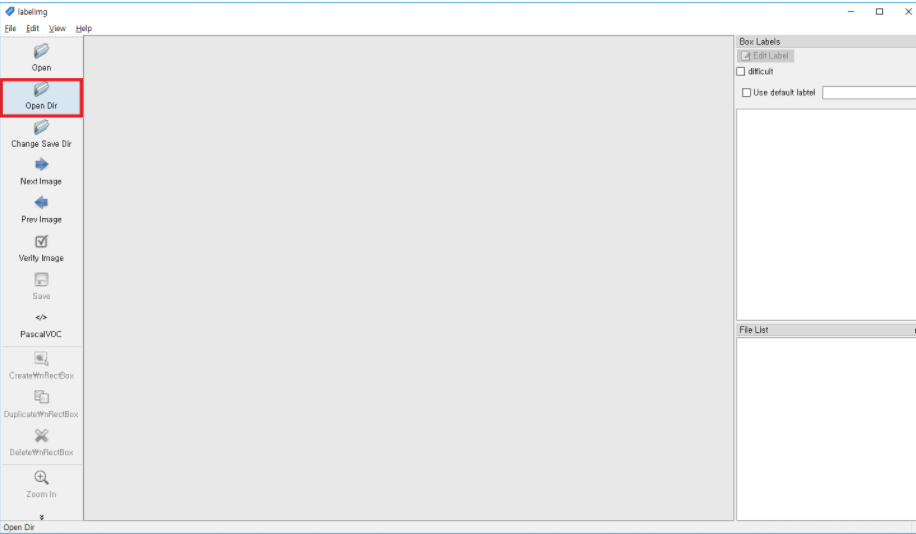 labelImg
File Edit View Help
Open
Open Dir
Change Save Dir
Next Image
Prev Image
Verify Image
Save
</>
PascalVOC
Create₩nRectBox
Duplicate₩nRectBox
Delete₩nRectBox
Zoom In
Open Dir
Box Labels
Edit Label
difficult
Use default label
File List